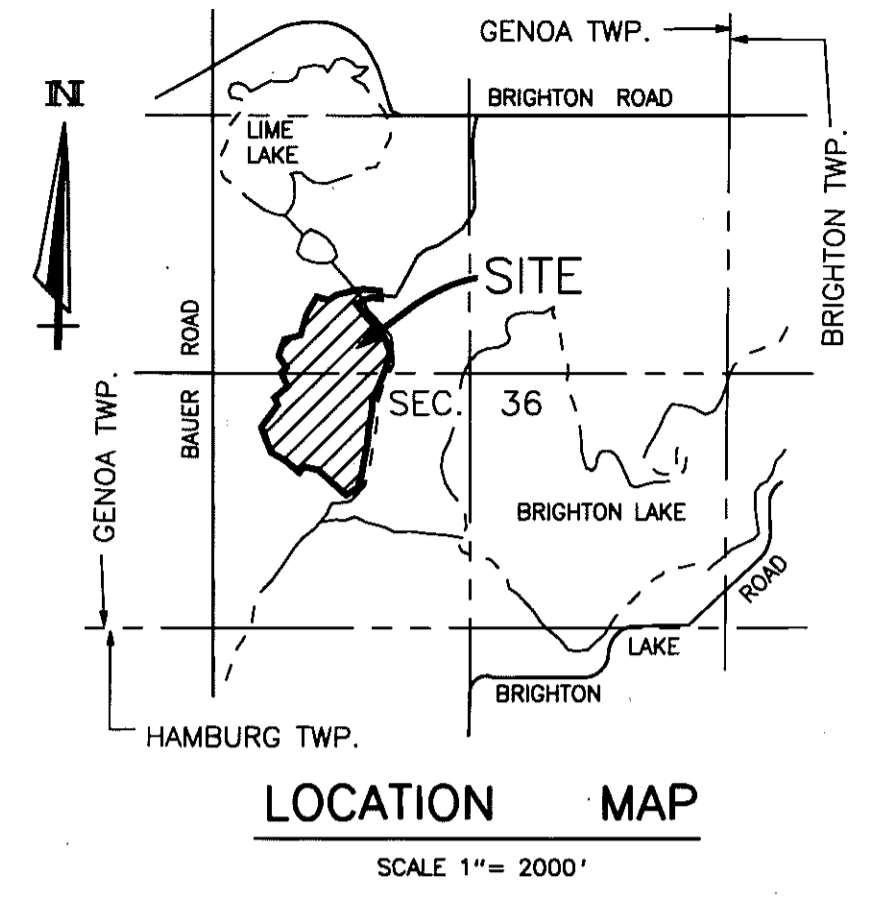 GENOA TWP.
N
BRIGHTON ROAD
LIME
LAKE
BRIGHTON TWP.
SITE
BAUER ROAD
GENOA TWP.
SEC. 36
BRIGHTON LAKE
ROAD
LAKE
BRIGHTON
HAMBURG TWP.
LOCATION MAP
SCALE 1"= 2000'